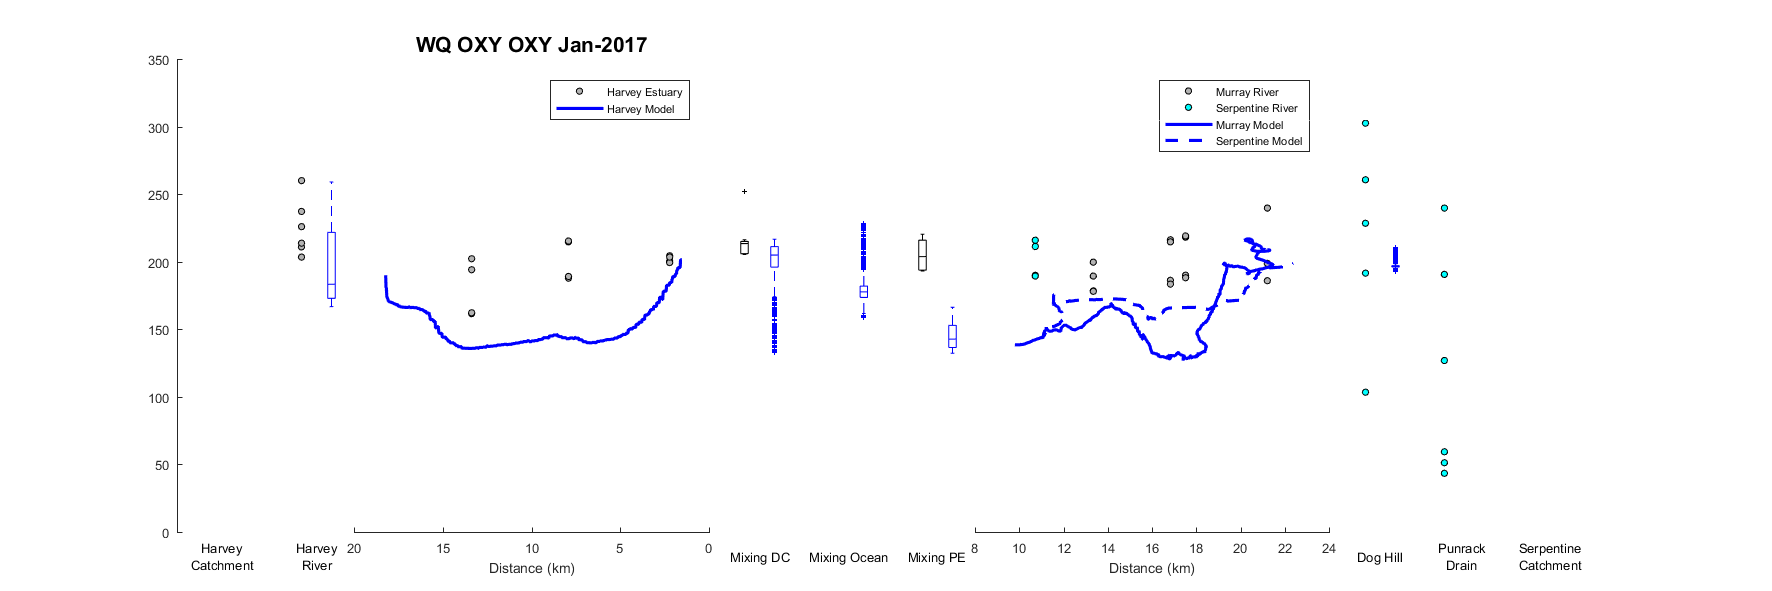 WQ OXY OXY Jan-2017
350
300
250
200
150
100
50
0
Harvey Estuary
Harvey Model
Murray River
Serpentine River
Murray Model
Serpentine Model
20 15 10 5 0
8 10 12 14 16 18 20 22 24
Distance (km)
Distance (km)
Harvey
Catchment
Harvey
River
Mixing DC
Mixing Ocean
Mixing PE
Dog Hill
Punrack
Drain
Serpentine
Catchment